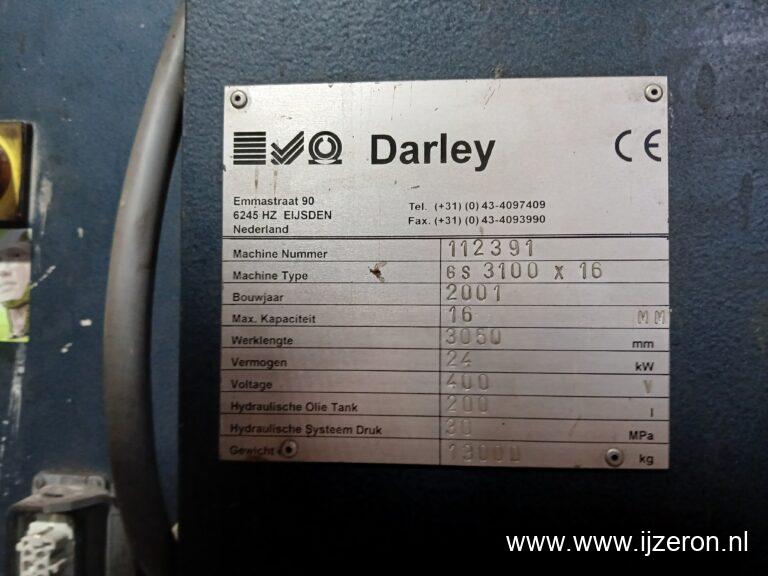 Darley
CE
Emmastraat 90
6245 HZ EIJSDEN
Nederland
Tel. (+31) (0) 43-4097409
Fax. (+31) (0) 43-4093990
Machine Nummer 112391
Machine Type GS 3100 x 16
Bouwjaar 2001
Max. Kapaciteit 16 MM
Werklengte 3050 mm
Vermogen 24 kW
Voltage 400 V
Hydraulische Olie Tank 200 l
Hydraulische Systeem Druk 30 MPa
Gewicht 13000 kg
www.www.ijzeron.nl